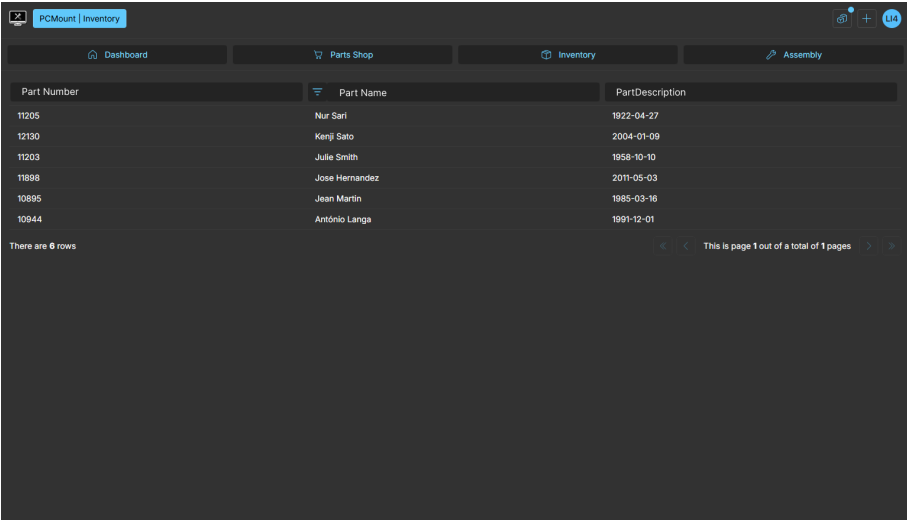 PCMount | Inventory
LI4
Dashboard Parts Shop Inventory Assembly
Part Number Part Name PartDescription
11205 Nur Sari 1922-04-27
12130 Kenji Sato 2004-01-09
11203 Julie Smith 1958-10-10
11898 Jose Hernandez 2011-05-03
10895 Jean Martin 1985-03-16
10944 António Langa 1991-12-01
There are 6 rows This is page 1 out of a total of 1 pages